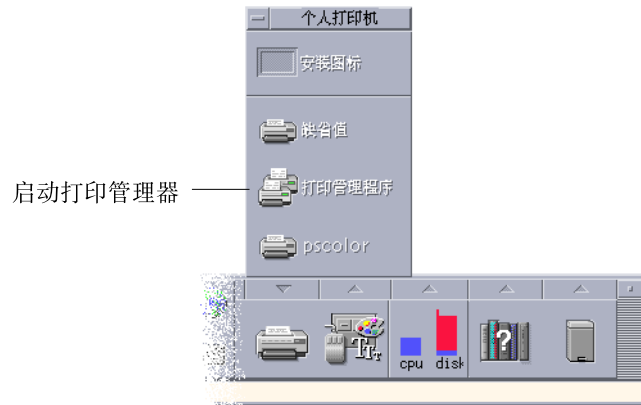 个人打印机
安装图标
缺省值
启动打印管理器
打印管理程序
pscolor
cpu disk
?